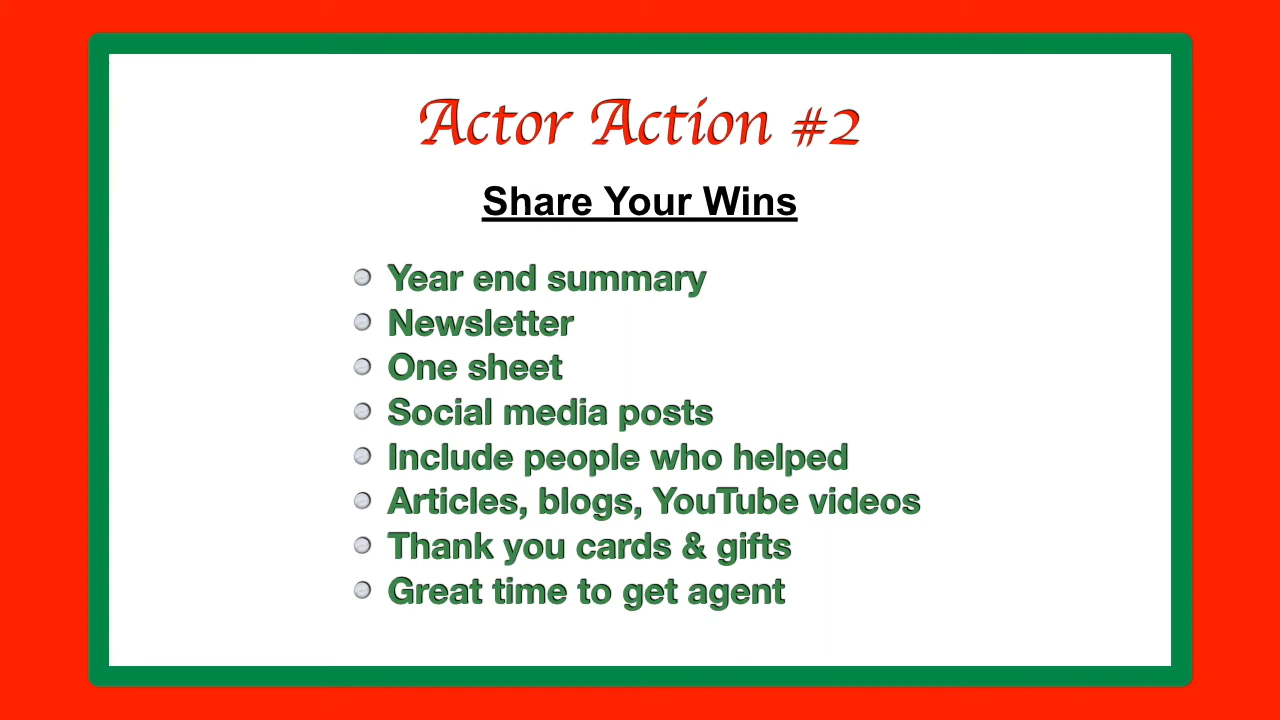 Actor Action #2
Share Your Wins
Year end summary
Newsletter
One sheet
Social media posts
Include people who helped
Articles, blogs, YouTube videos
Thank you cards & gifts
Great time to get agent